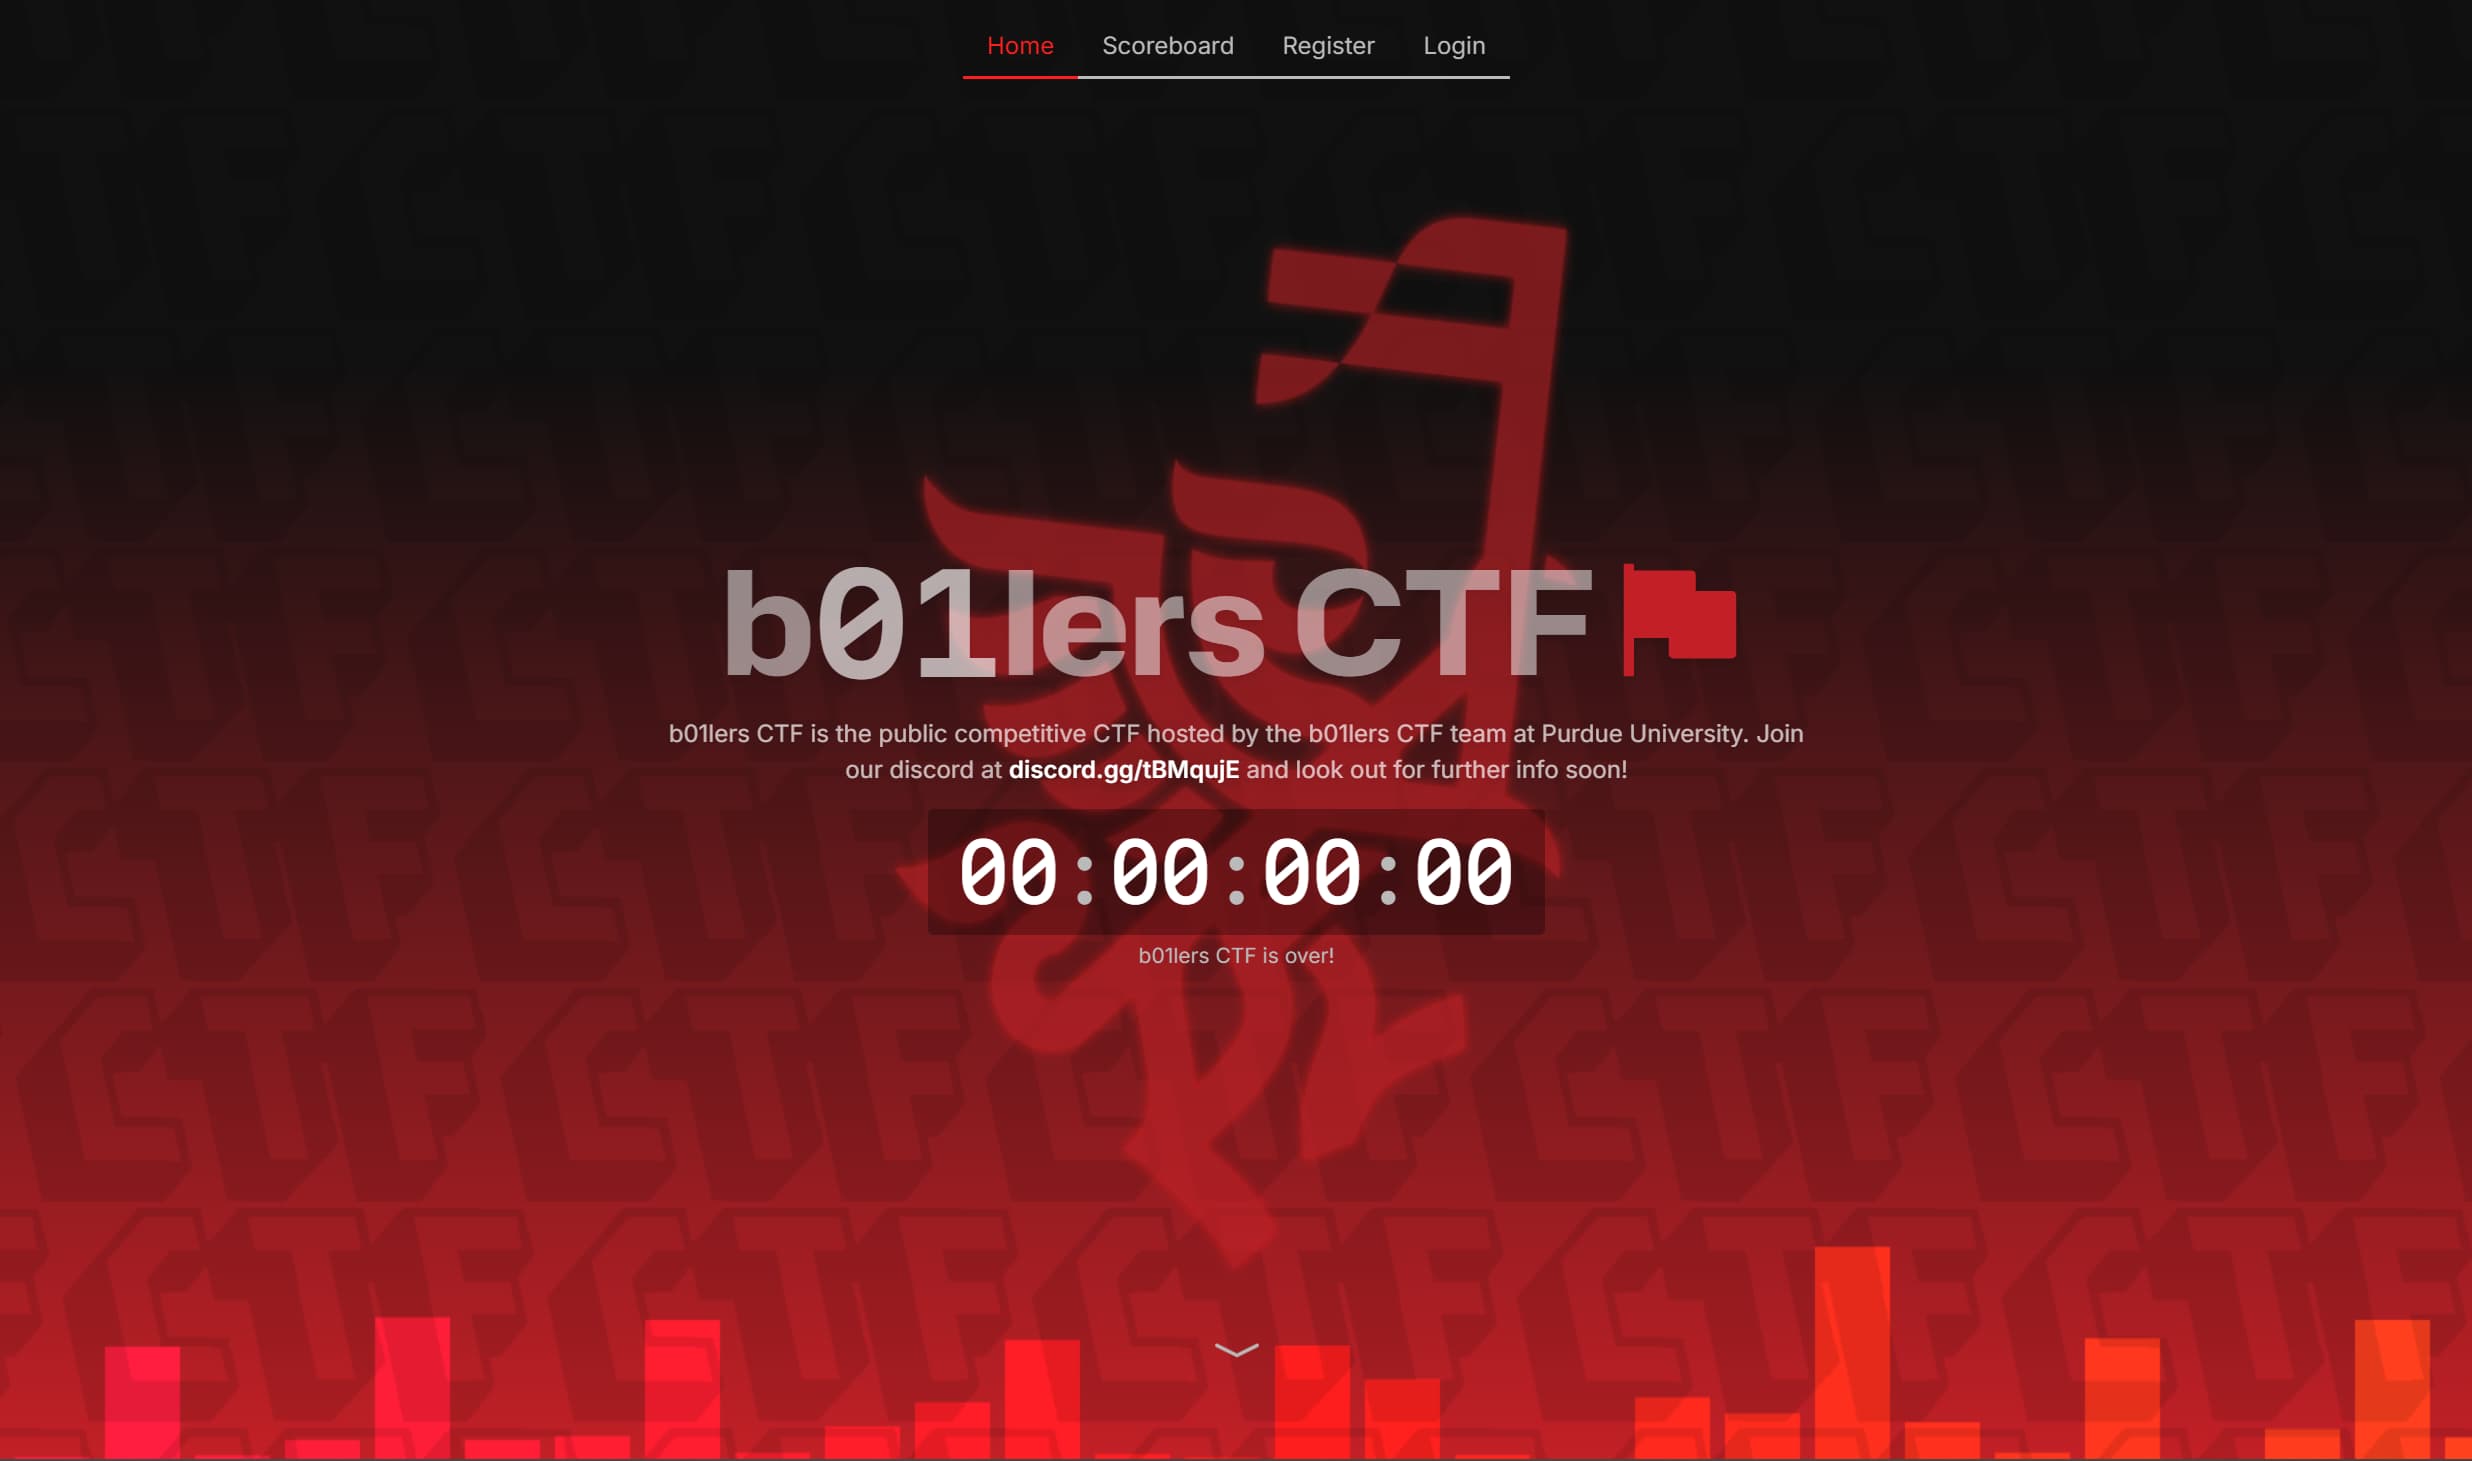 Home Scoreboard Register Login
b01lers CTF
b01lers CTF is the public competitive CTF hosted by the b01lers CTF team at Purdue University. Join
our discord at discord.gg/tBMqujE and look out for further info soon!
00:00:00:00
b01lers CTF is over!